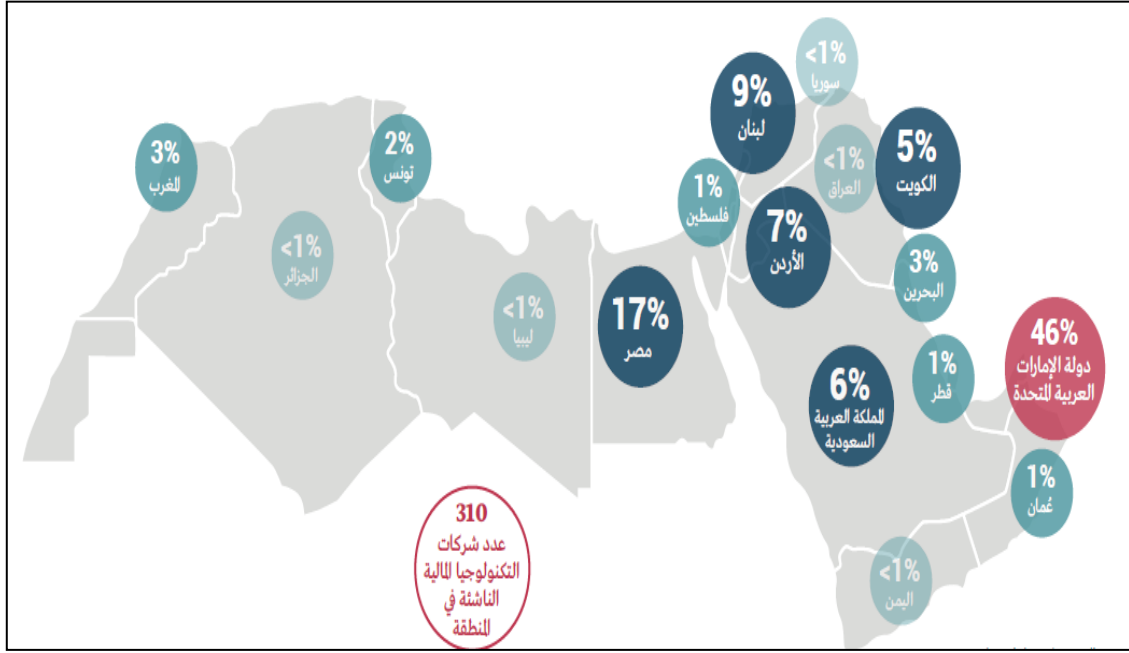 <1%
سوريا
9%
لبنان
5%
الكويت
<1%
العراق
3%
المغرب
2%
تونس
1%
فلسطين
7%
الأردن
<1%
الجزائر
3%
البحرين
<1%
ليبيا
17%
مصر
46%
دولة الإمارات
العربية المتحدة
1%
قطر
6%
المملكة العربية
السعودية
1%
عُمان
310
عدد شركات
التكنولوجيا المالية
الناشئة في
المنطقة
<1%
اليمن